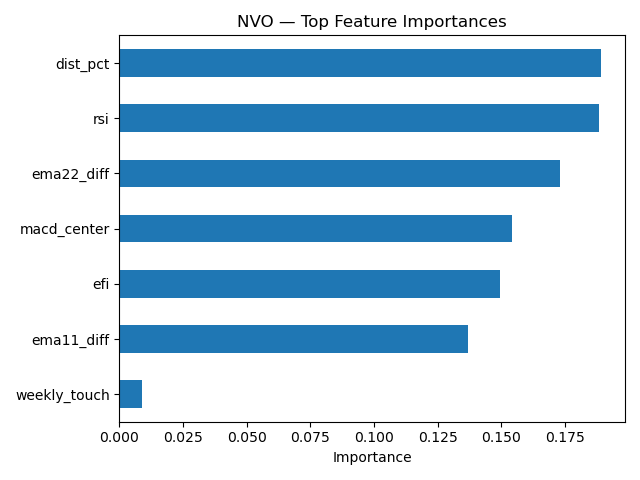 NVO — Top Feature Importances
dist_pct
rsi
ema22_diff
macd_center
efi
ema11_diff
weekly_touch
0.000 0.025 0.050 0.075 0.100 0.125 0.150 0.175
Importance